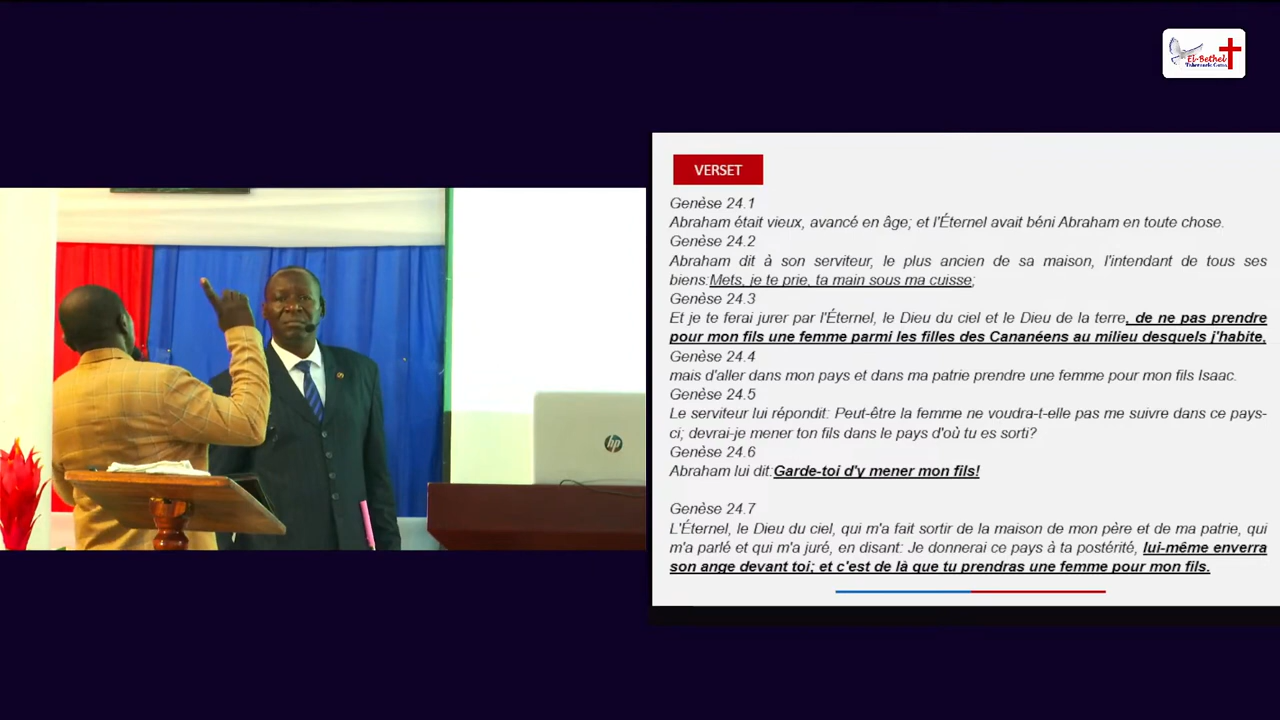 El-Bethel
Tabernacle Goma
VERSET
Genèse 24.1
Abraham était vieux, avancé en âge; et l'Éternel avait béni Abraham en toute chose.
Genèse 24.2
Abraham dit à son serviteur, le plus ancien de sa maison, l'intendant de tous ses
biens:Mets, je te prie, ta main sous ma cuisse;
Genèse 24.3
Et je te ferai jurer par l'Éternel, le Dieu du ciel et le Dieu de la terre, de ne pas prendre
pour mon fils une femme parmi les filles des Cananéens au milieu desquels j'habite,
Genèse 24.4
mais d'aller dans mon pays et dans ma patrie prendre une femme pour mon fils Isaac.
Genèse 24.5
Le serviteur lui répondit: Peut-être la femme ne voudra-t-elle pas me suivre dans ce pays-
ci; devrai-je mener ton fils dans le pays d'où tu es sorti?
Genèse 24.6
Abraham lui dit:Garde-toi d'y mener mon fils!
Genèse 24.7
L'Éternel, le Dieu du ciel, qui m'a fait sortir de la maison de mon père et de ma patrie, qui
m'a parlé et qui m'a juré, en disant: Je donnerai ce pays à ta postérité, lui-même enverra
son ange devant toi; et c'est de là que tu prendras une femme pour mon fils.
hp